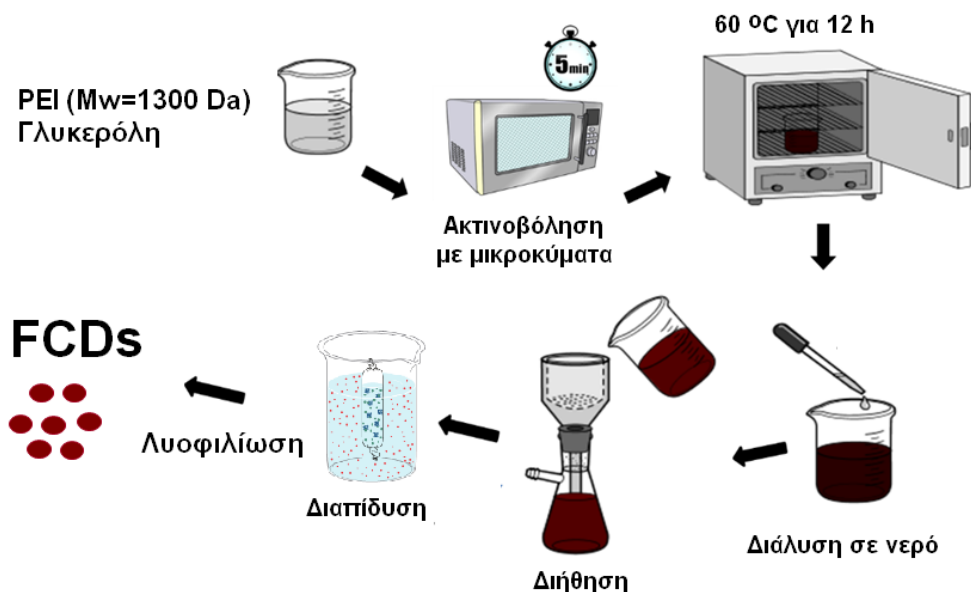 60 ºC για 12 h
5min
PEI (Mw=1300 Da)
Γλυκερόλη
Ακτινοβόληση
με μικροκύματα
FCDs
Λυοφιλίωση
Διαπίδυση
Διήθηση
Διάλυση σε νερό